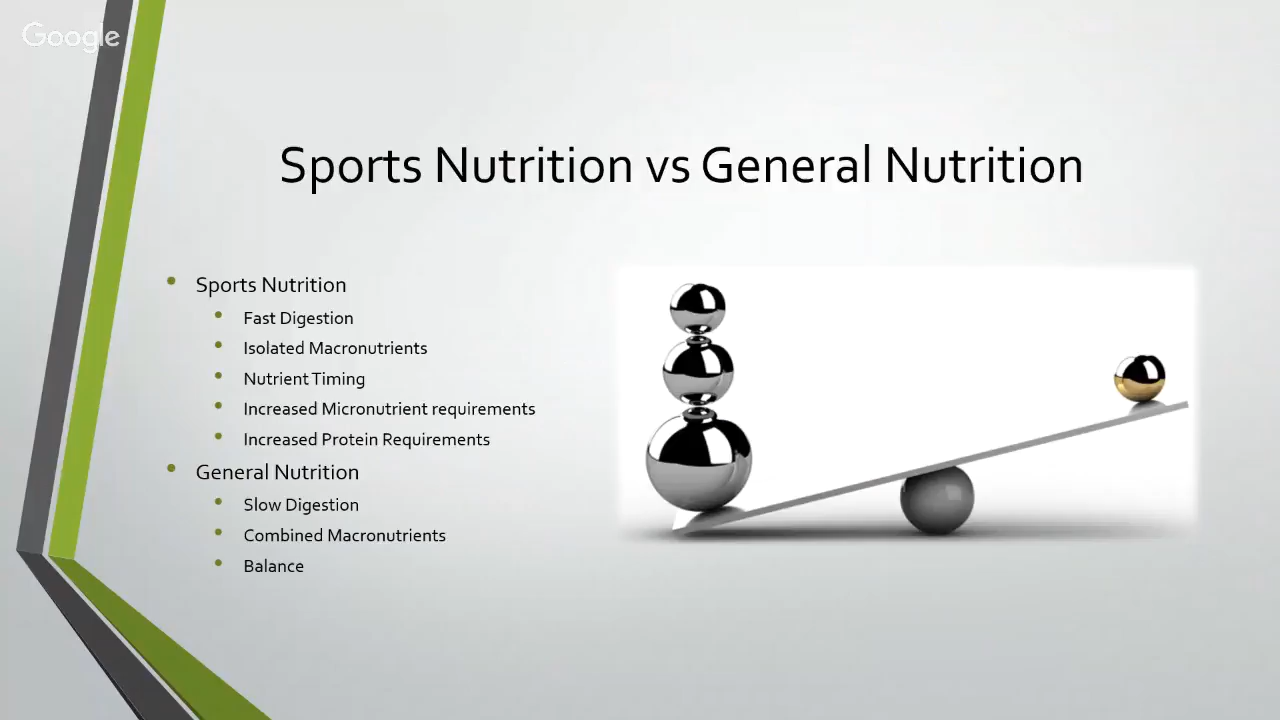 Google
Sports Nutrition vs General Nutrition
Sports Nutrition
Fast Digestion
Isolated Macronutrients
Nutrient Timing
Increased Micronutrient requirements
Increased Protein Requirements
General Nutrition
Slow Digestion
Combined Macronutrients
Balance